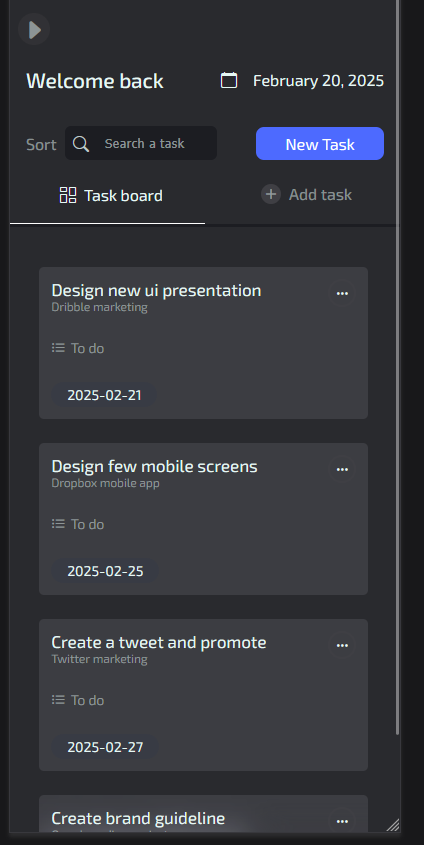 Welcome back
February 20, 2025
Sort
Search a task
New Task
Task board
Add task
Design new ui presentation
Dribble marketing
To do
2025-02-21
Design few mobile screens
Dropbox mobile app
To do
2025-02-25
Create a tweet and promote
Twitter marketing
To do
2025-02-27
Create brand guideline